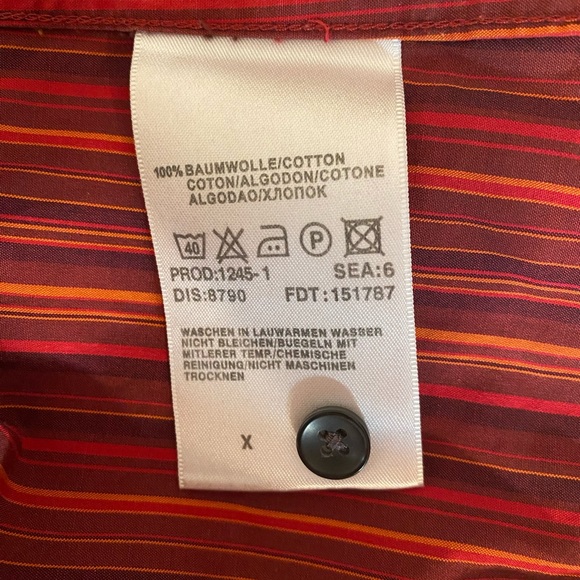 100% BAUMWOLLE/COTTON
COTON/ALGODON/COTONE
ALGODAO/ХЛОПОК
40 P
PROD:1245-1 SEA:6
DIS:8790 FDT:151787
WASCHEN IN LAUWARMEN WASSER
NICHT BLEICHEN/BUEGELN MIT
MITLERER TEMP./CHEMISCHE
REINIGUNG/NICHT MASCHINEN
TROCKNEN
X